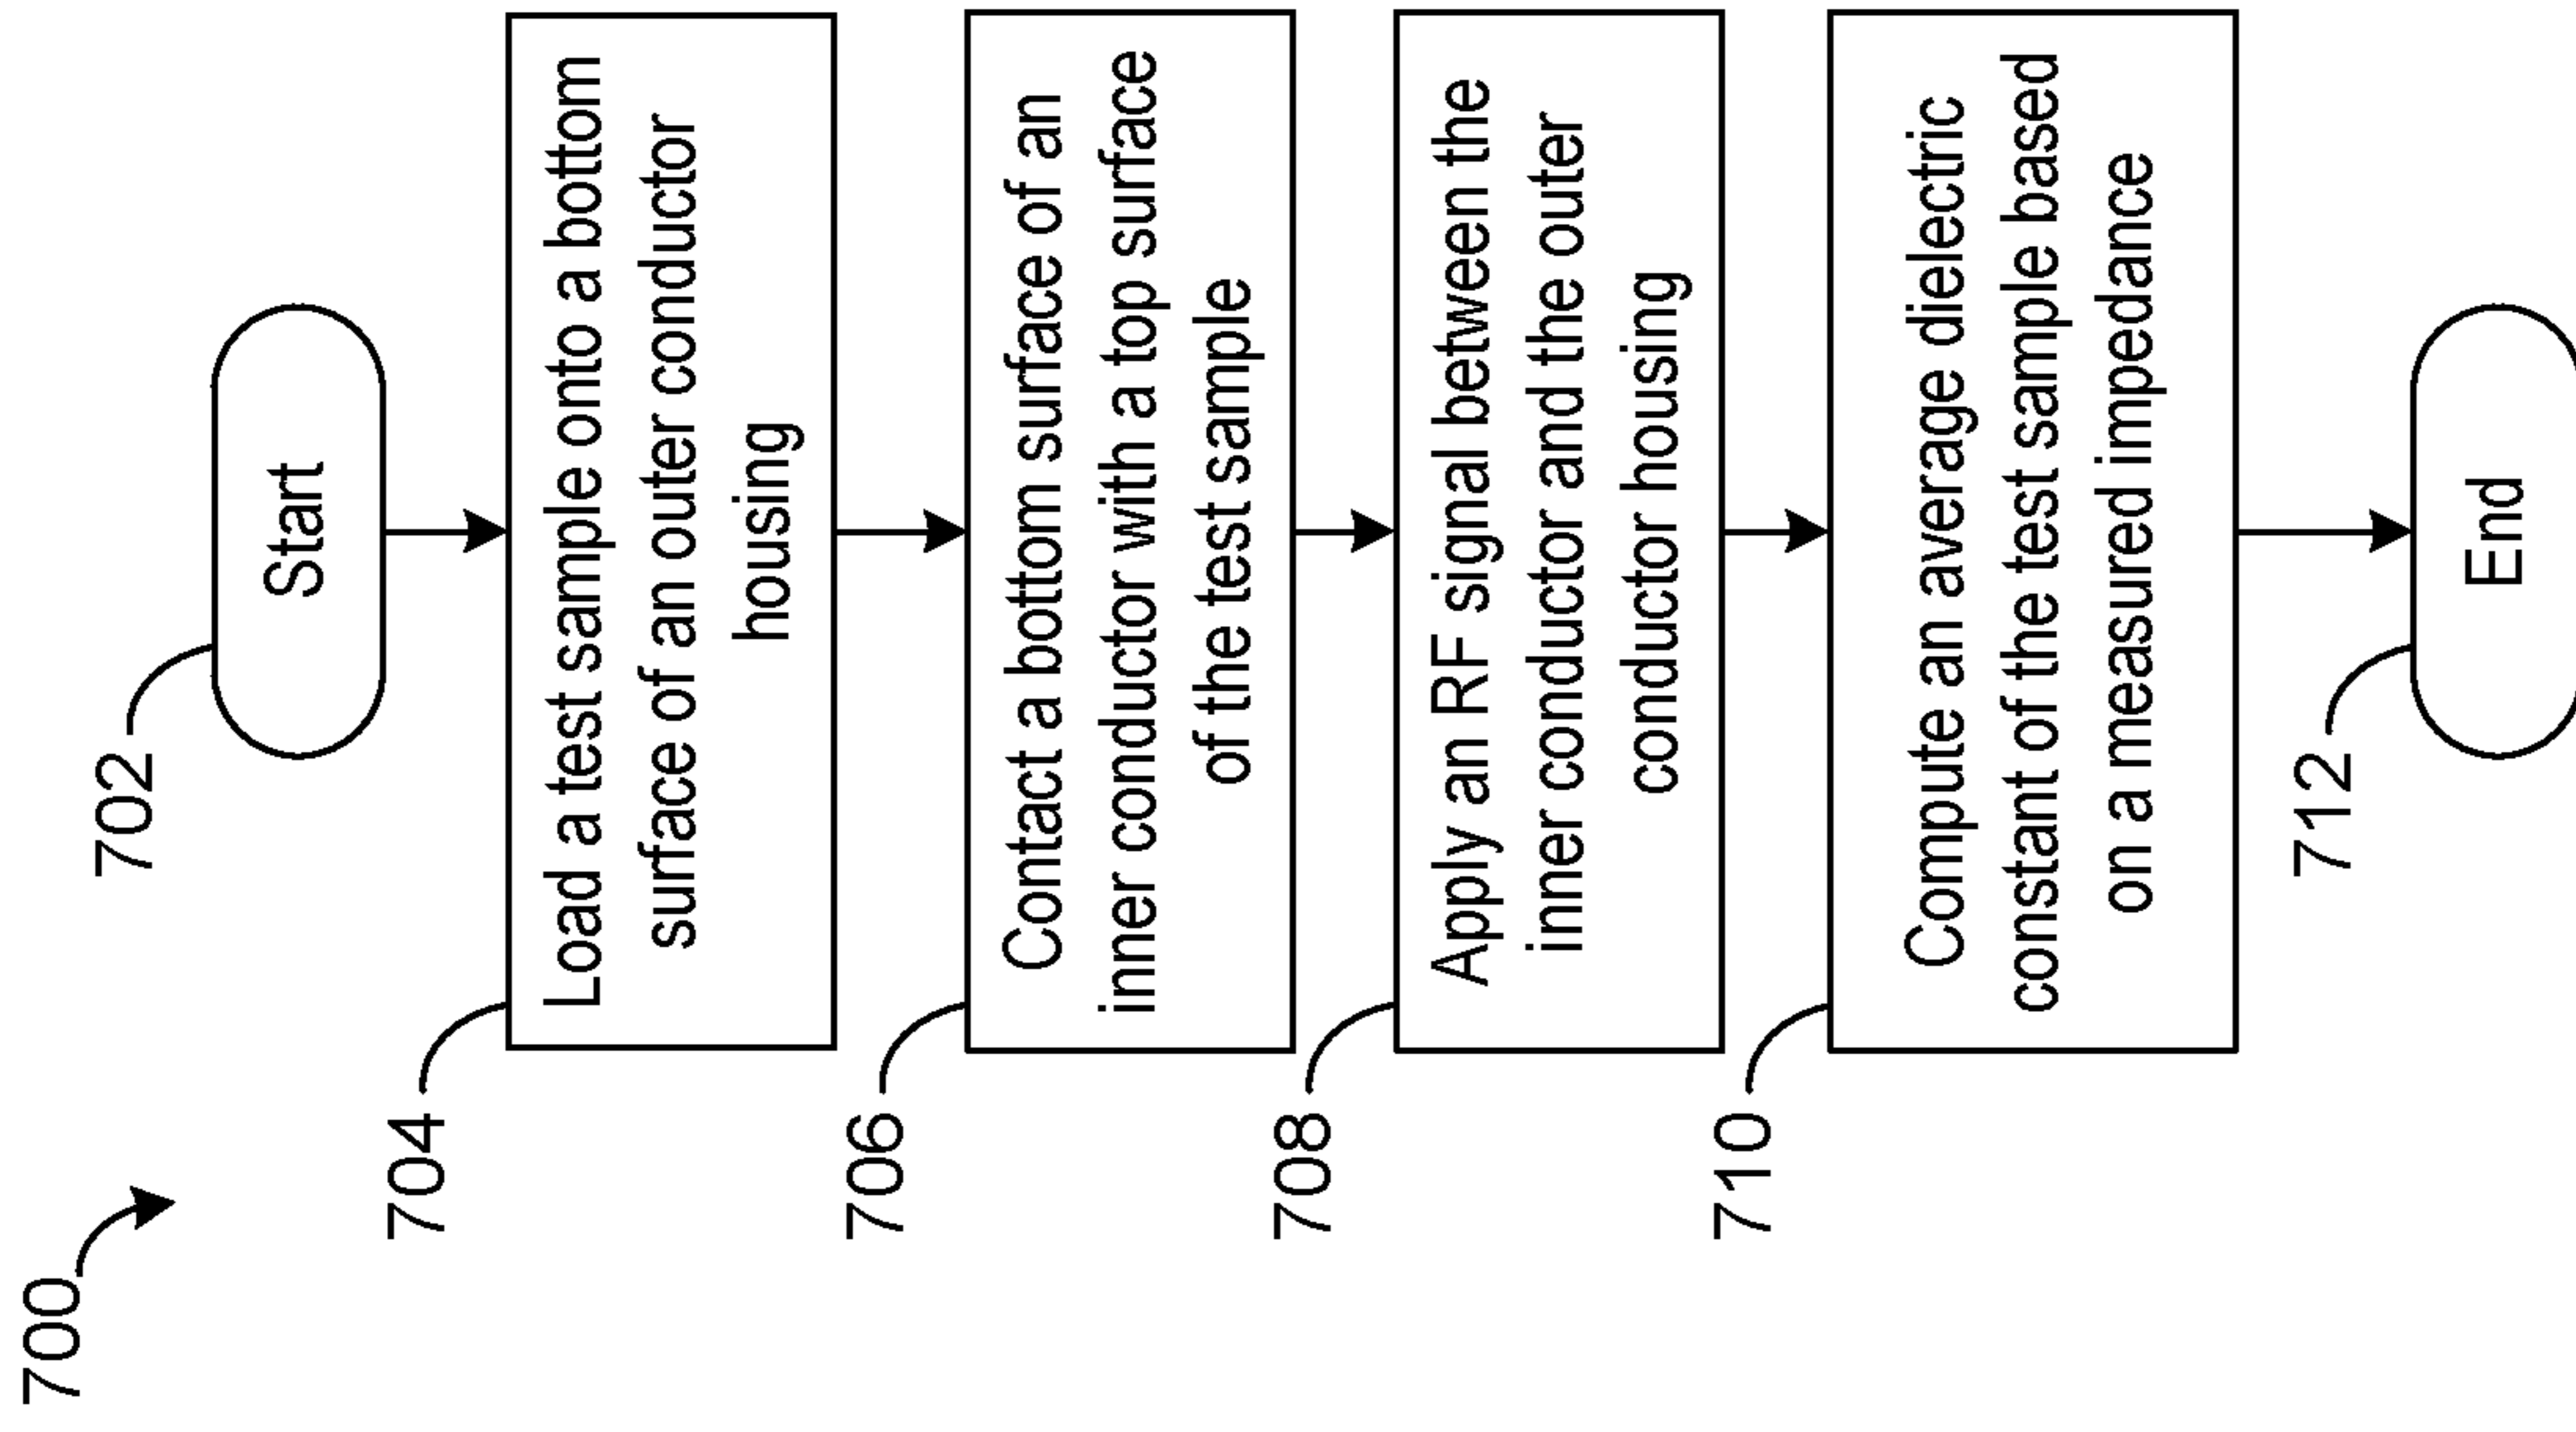 700
702
Start
704
Load a test sample onto a bottom
surface of an outer conductor
housing
706
Contact a bottom surface of an
inner conductor with a top surface
of the test sample
708
Apply an RF signal between the
inner conductor and the outer
conductor housing
710
Compute an average dielectric
constant of the test sample based
on a measured impedance
712
End